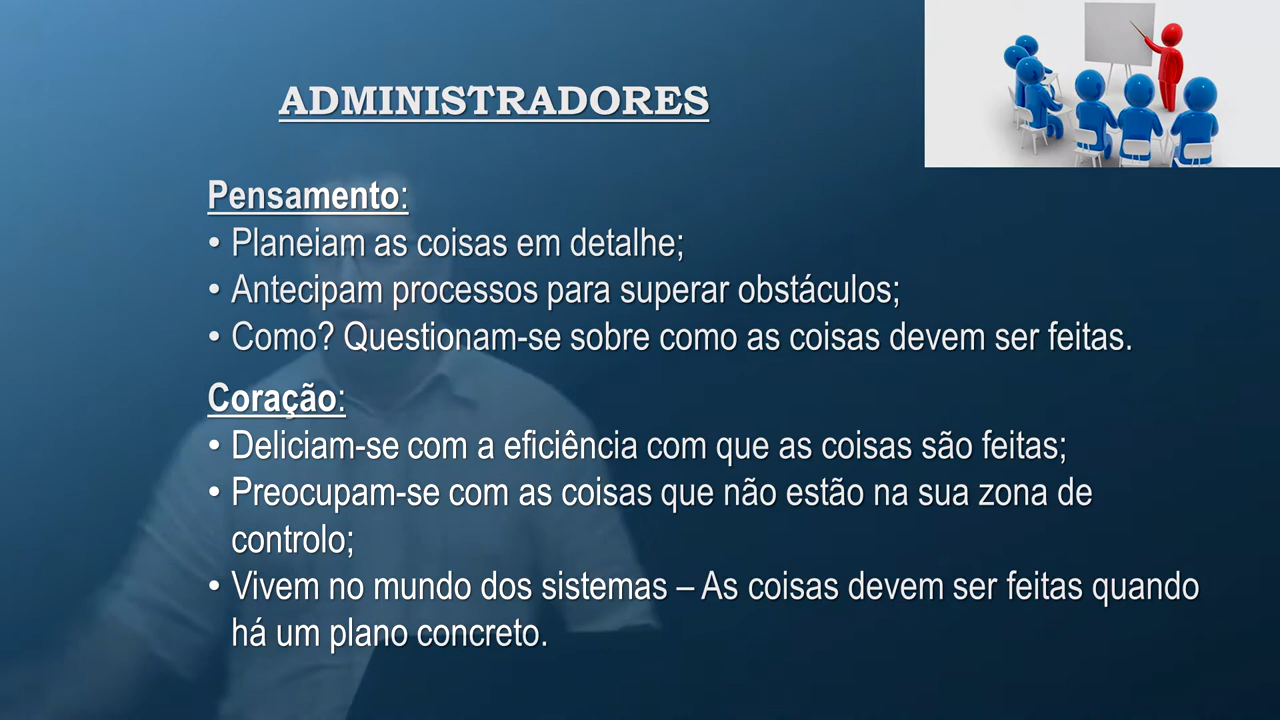 ADMINISTRADORES
Pensamento:
• Planeiam as coisas em detalhe;
• Antecipam processos para superar obstáculos;
• Como? Questionam-se sobre como as coisas devem ser feitas.
Coração:
• Deliciam-se com a eficiência com que as coisas são feitas;
• Preocupam-se com as coisas que não estão na sua zona de
controlo;
• Vivem no mundo dos sistemas – As coisas devem ser feitas quando
há um plano concreto.